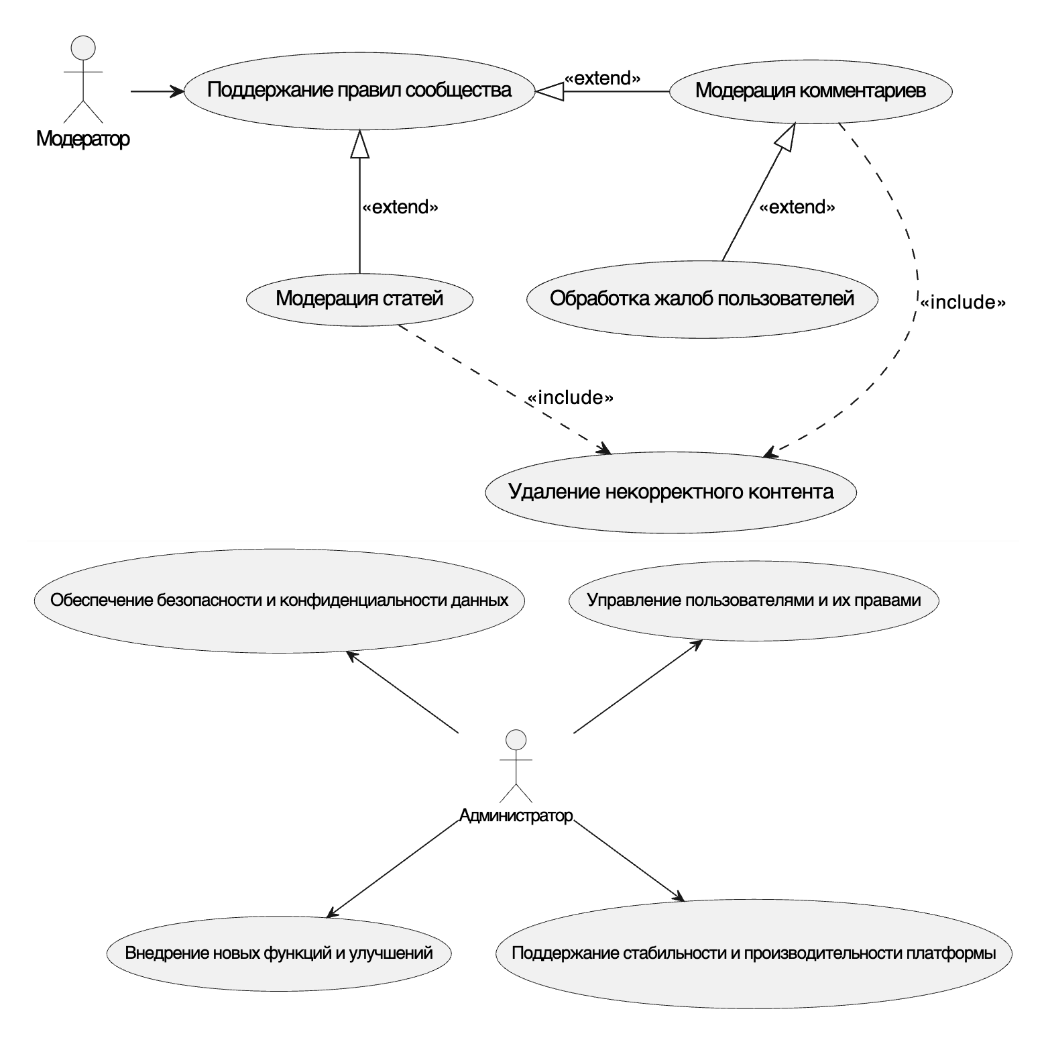 Модератор
Поддержание правил сообщества
«extend»
Модерация комментариев
«extend»
«extend»
Модерация статей
Обработка жалоб пользователей
«include»
«include»
Удаление некорректного контента
Обеспечение безопасности и конфиденциальности данных
Управление пользователями и их правами
Администратор
Внедрение новых функций и улучшений
Поддержание стабильности и производительности платформы